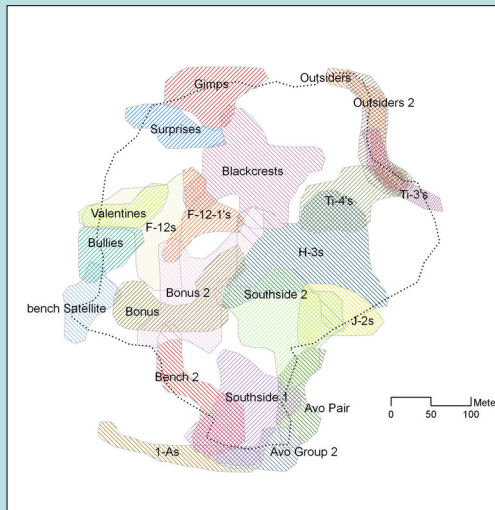 Gimps
Outsiders
Outsiders 2
Surprises
Blackcrests
Ti-3's
Ti-4's
Valentines
F-12-1's
F-12s
Bullies
H-3s
Bonus 2
Southside 2
bench Satellite
Bonus
J-2s
Bench 2
Southside 1
Avo Pair
1-As
Avo Group 2
Mete
0 50 100